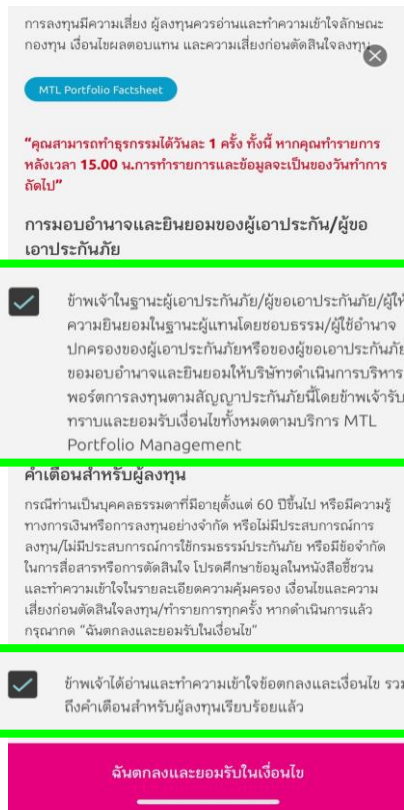 การลงทุนมีความเสี่ยง ผู้ลงทุนควรอ่านและทำความเข้าใจลักษณะ
กองทุน เงื่อนไขผลตอบแทน และความเสี่ยงก่อนตัดสินใจลงทุน
MTL Portfolio Factsheet
“คุณสามารถทำธุรกรรมได้วันละ 1 ครั้ง ทั้งนี้ หากคุณทำรายการ
หลังเวลา 15.00 น.การทำรายการและข้อมูลจะเป็นของวันทำการ
ถัดไป”
การมอบอำนาจและยินยอมของผู้เอาประกัน/ผู้ขอ
เอาประกันภัย
ข้าพเจ้าในฐานะผู้เอาประกันภัย/ผู้ขอเอาประกันภัย/ผู้ให้
ความยินยอมในฐานะผู้แทนโดยชอบธรรม/ผู้ใช้อำนาจ
ปกครองของผู้เอาประกันภัยหรือของผู้ขอเอาประกันภัย
ขอมอบอำนาจและยินยอมให้บริษัทฯดำเนินการบริหาร
พอร์ตการลงทุนตามสัญญาประกันภัยนี้โดยข้าพเจ้ารับ
ทราบและยอมรับเงื่อนไขทั้งหมดตามบริการ MTL
Portfolio Management
คำเตือนสำหรับผู้ลงทุน
กรณีท่านเป็นบุคคลธรรมดาที่มีอายุตั้งแต่ 60 ปีขึ้นไป หรือมีความรู้
ทางการเงินหรือการลงทุนอย่างจำกัด หรือไม่มีประสบการณ์การ
ลงทุน/ไม่มีประสบการณ์การใช้กรมธรรม์ประกันภัย หรือมีข้อจำกัด
ในการสื่อสารหรือการตัดสินใจ โปรดศึกษาข้อมูลในหนังสือชี้ชวน
และทำความเข้าใจในรายละเอียดความคุ้มครอง เงื่อนไขและความ
เสี่ยงก่อนตัดสินใจลงทุน/ทำรายการทุกครั้ง หากดำเนินการแล้ว
กรุณากด “ฉันตกลงและยอมรับในเงื่อนไข”
ข้าพเจ้าได้อ่านและทำความเข้าใจข้อตกลงและเงื่อนไข รวม
ถึงคำเตือนสำหรับผู้ลงทุนเรียบร้อยแล้ว
ฉันตกลงและยอมรับในเงื่อนไข